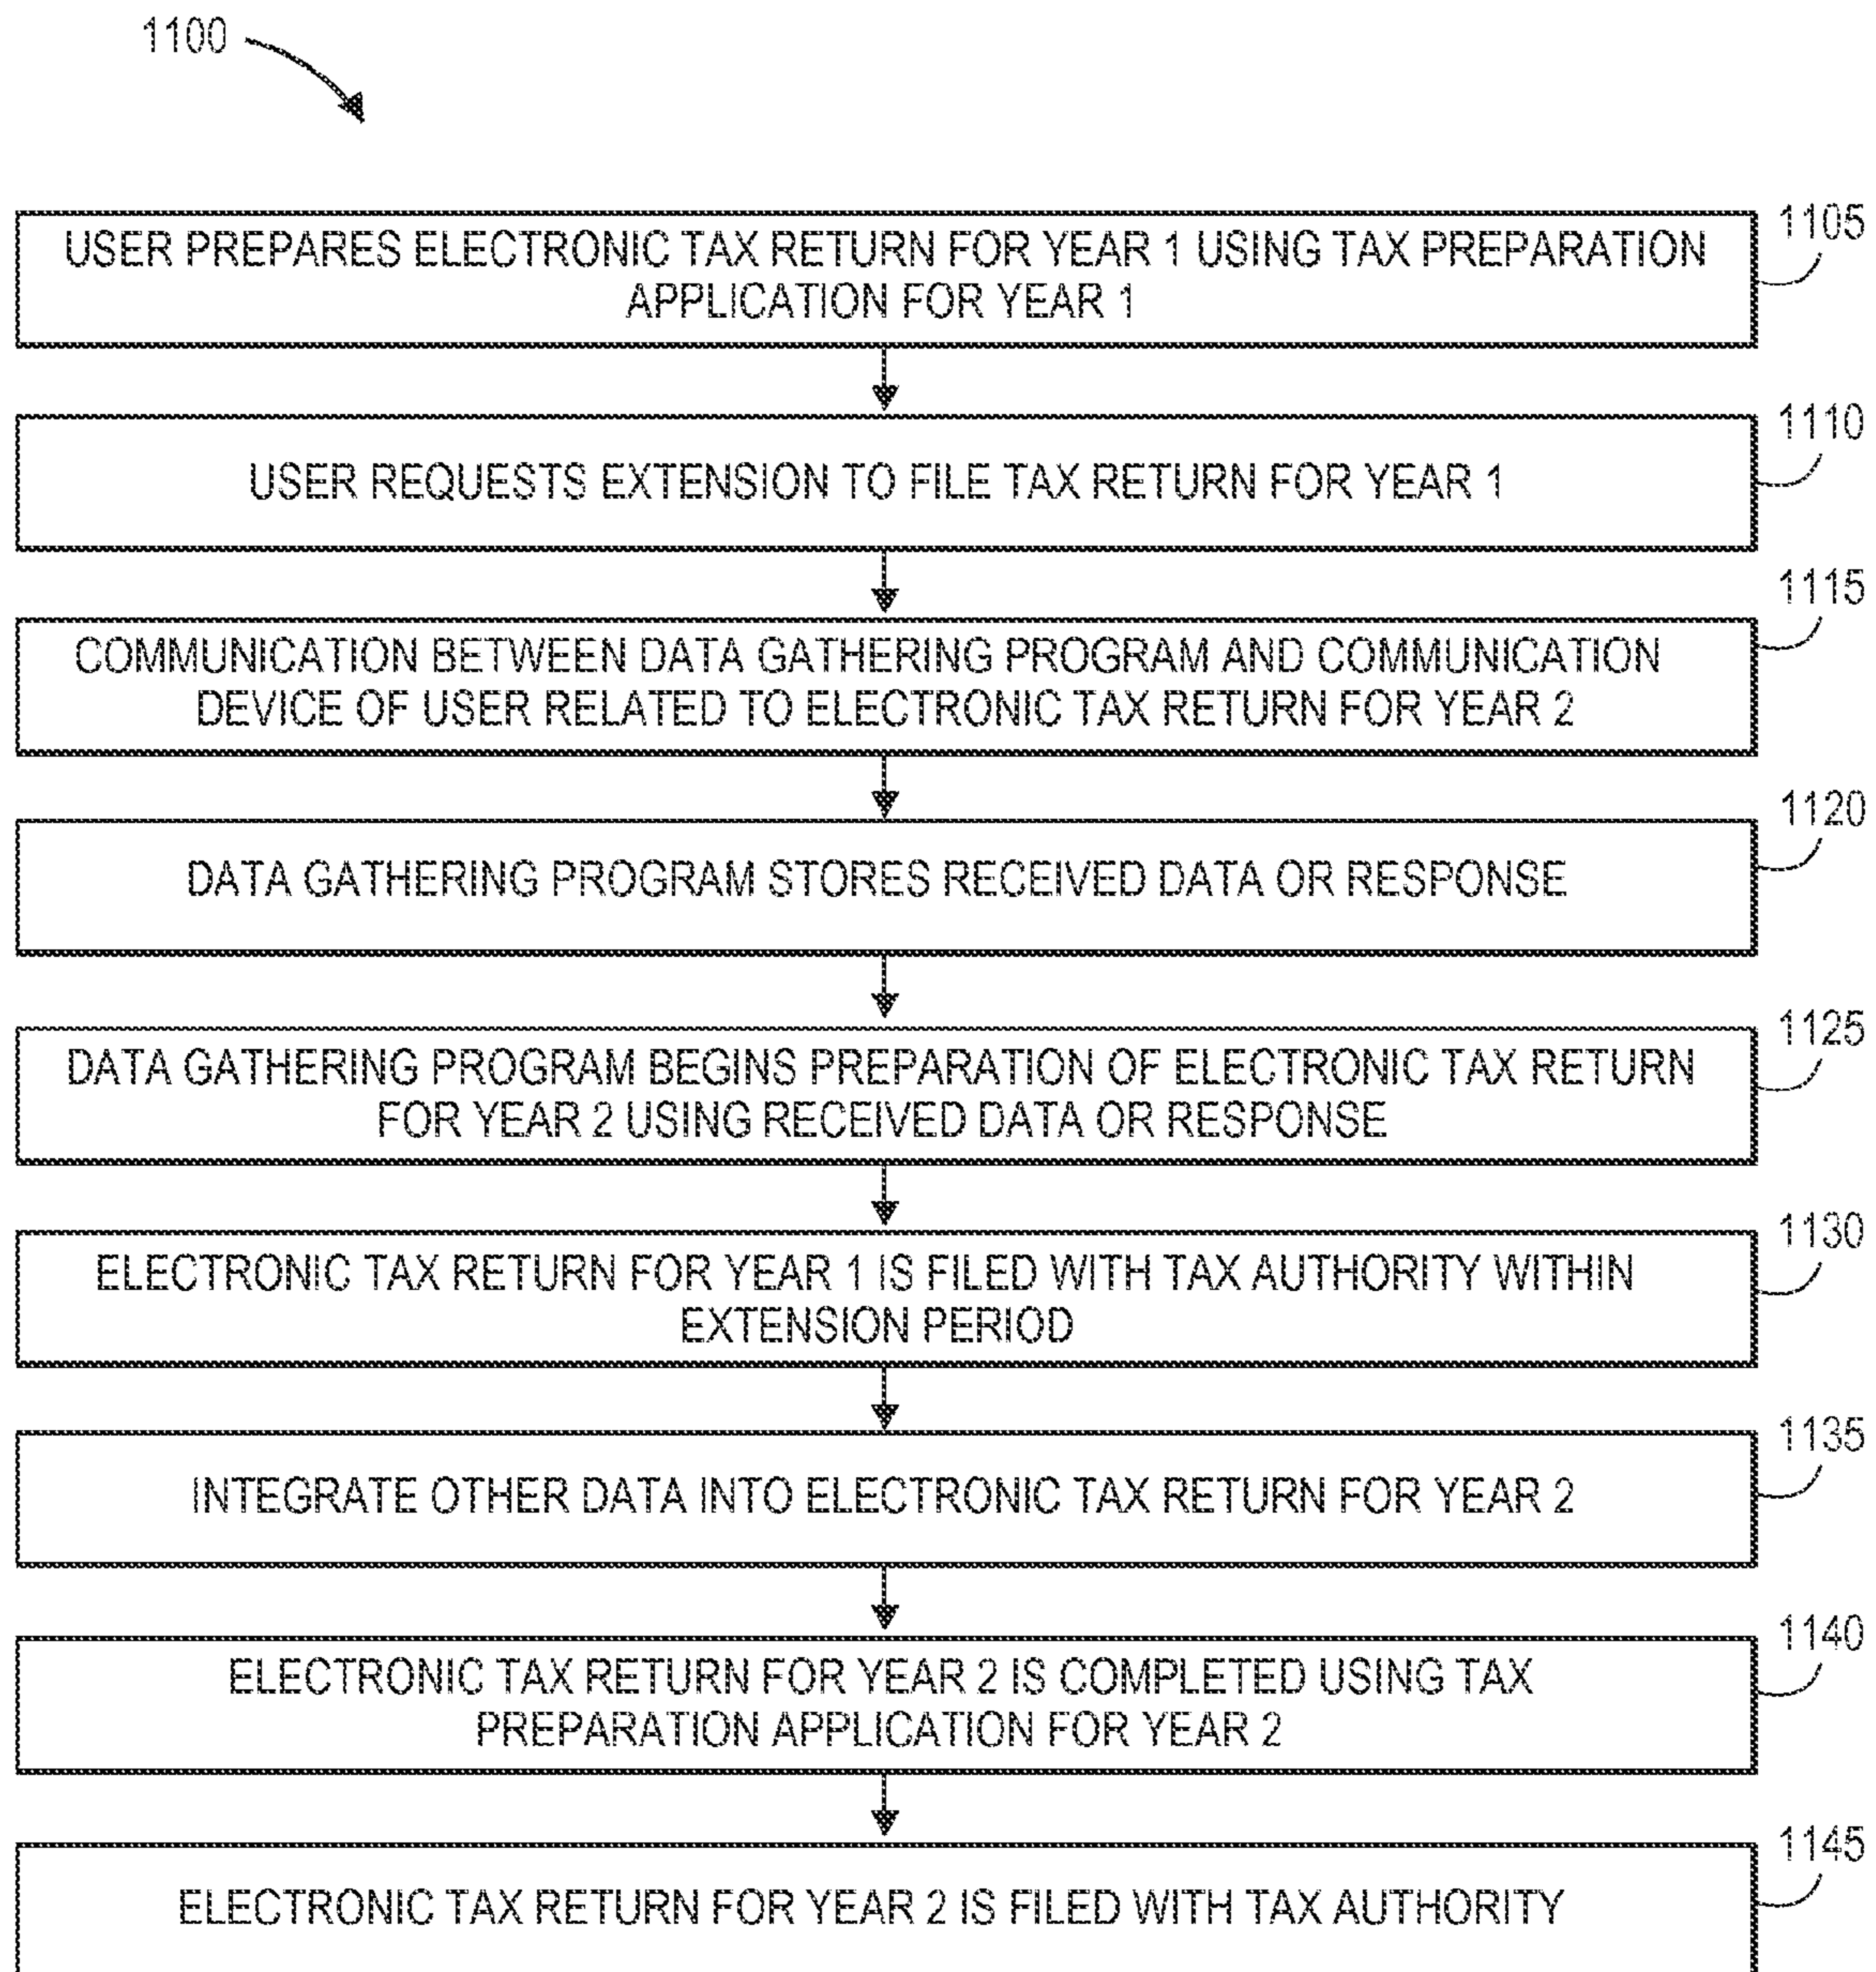 1100
USER PREPARES ELECTRONIC TAX RETURN FOR YEAR 1 USING TAX PREPARATION
APPLICATION FOR YEAR 1
1105
USER REQUESTS EXTENSION TO FILE TAX RETURN FOR YEAR 1
1110
COMMUNICATION BETWEEN DATA GATHERING PROGRAM AND COMMUNICATION
DEVICE OF USER RELATED TO ELECTRONIC TAX RETURN FOR YEAR 2
1115
DATA GATHERING PROGRAM STORES RECEIVED DATA OR RESPONSE
1120
DATA GATHERING PROGRAM BEGINS PREPARATION OF ELECTRONIC TAX RETURN
FOR YEAR 2 USING RECEIVED DATA OR RESPONSE
1125
ELECTRONIC TAX RETURN FOR YEAR 1 IS FILED WITH TAX AUTHORITY WITHIN
EXTENSION PERIOD
1130
INTEGRATE OTHER DATA INTO ELECTRONIC TAX RETURN FOR YEAR 2
1135
ELECTRONIC TAX RETURN FOR YEAR 2 IS COMPLETED USING TAX
PREPARATION APPLICATION FOR YEAR 2
1140
ELECTRONIC TAX RETURN FOR YEAR 2 IS FILED WITH TAX AUTHORITY
1145